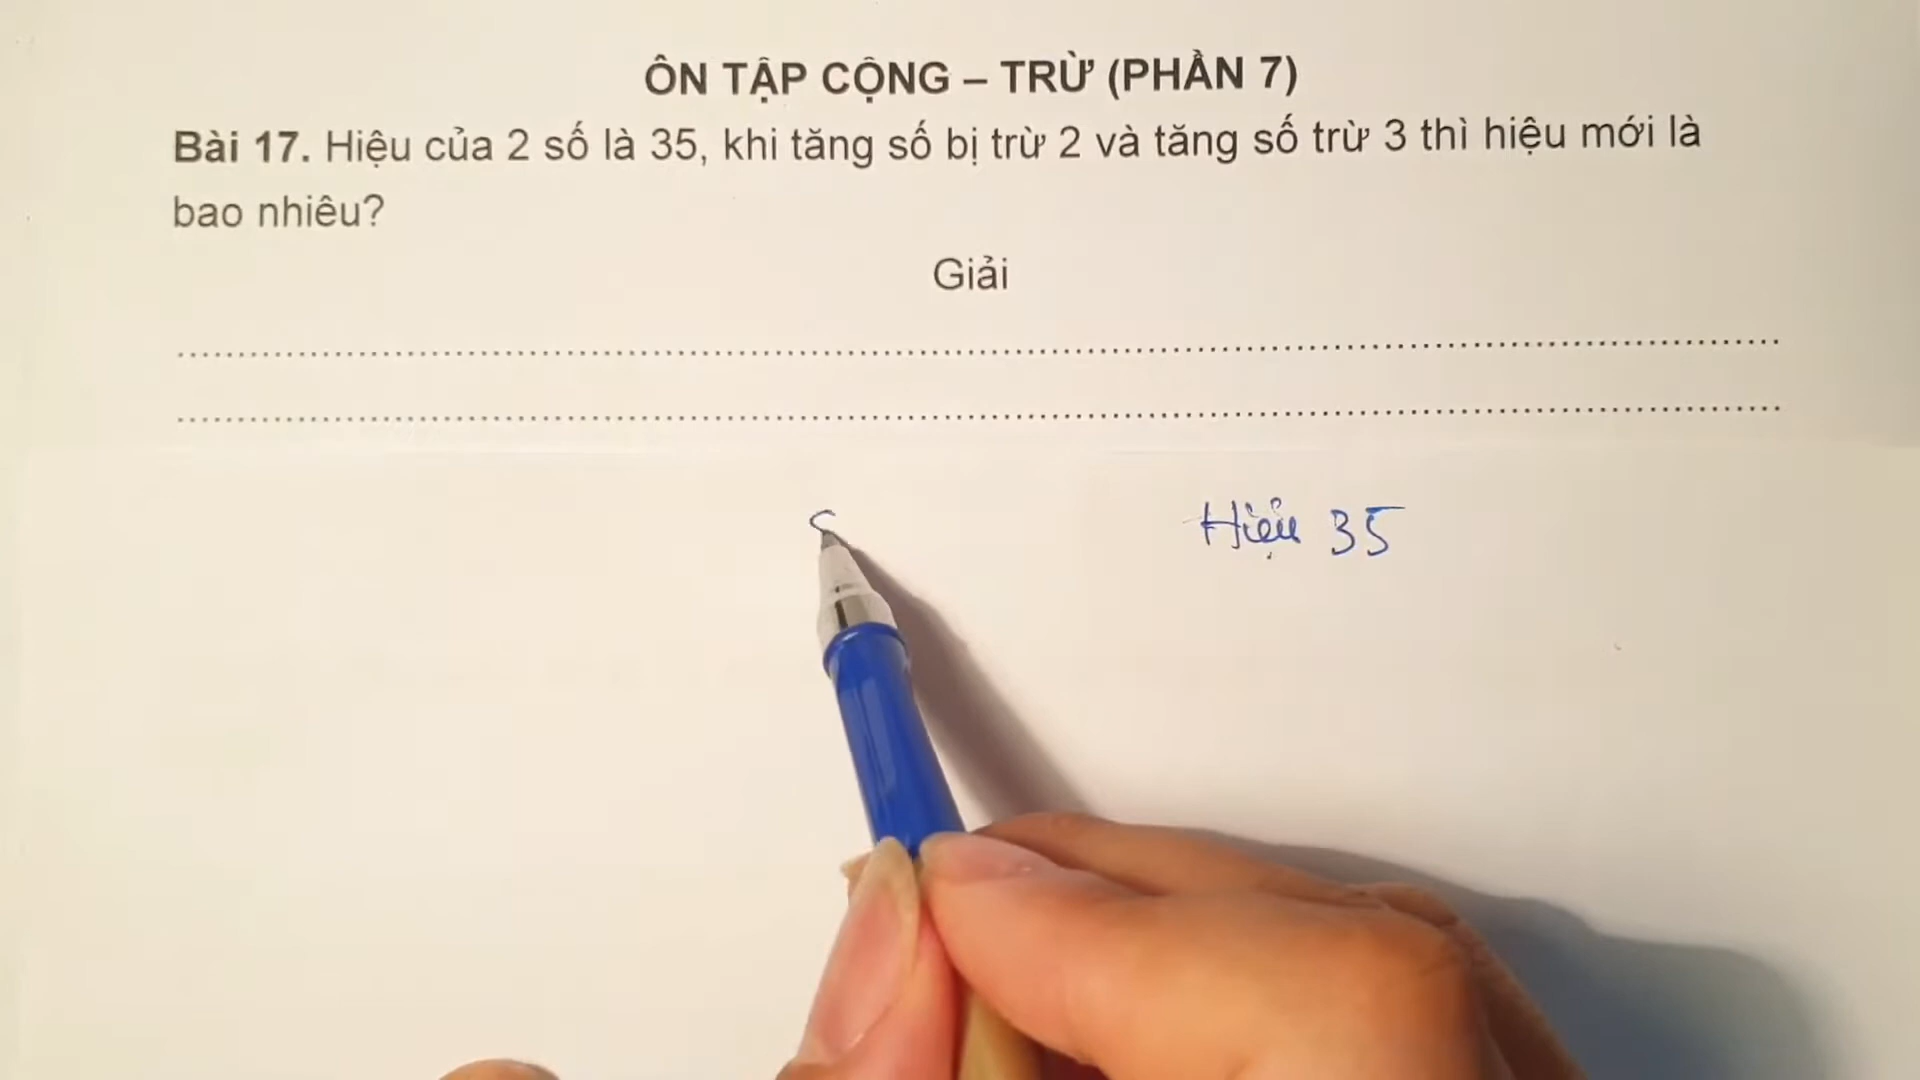 ÔN TẬP CỘNG – TRỪ (PHẦN 7)
Bài 17. Hiệu của 2 số là 35, khi tăng số bị trừ 2 và tăng số trừ 3 thì hiệu mới là
bao nhiêu?
Giải
Hiệu 35